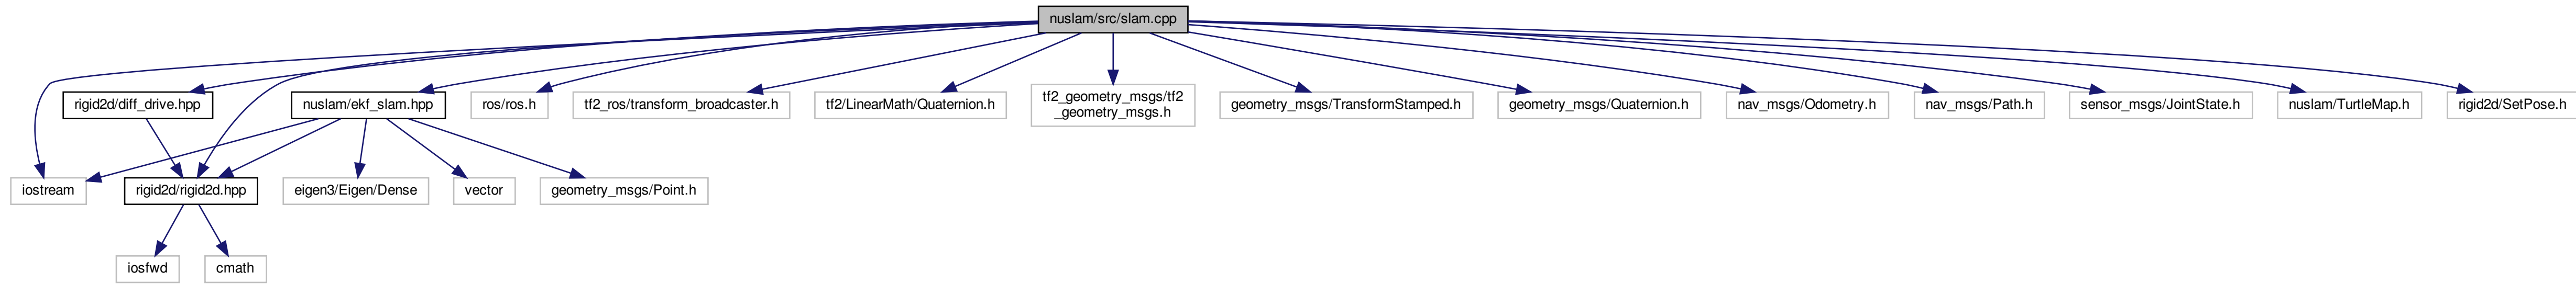 nuslam/src/slam.cpp
rigid2d/diff_drive.hpp
nuslam/ekf_slam.hpp
ros/ros.h
tf2_ros/transform_broadcaster.h
tf2/LinearMath/Quaternion.h
tf2_geometry_msgs/tf2
_geometry_msgs.h
geometry_msgs/TransformStamped.h
geometry_msgs/Quaternion.h
nav_msgs/Odometry.h
nav_msgs/Path.h
sensor_msgs/JointState.h
nuslam/TurtleMap.h
rigid2d/SetPose.h
iostream
rigid2d/rigid2d.hpp
eigen3/Eigen/Dense
vector
geometry_msgs/Point.h
iosfwd
cmath